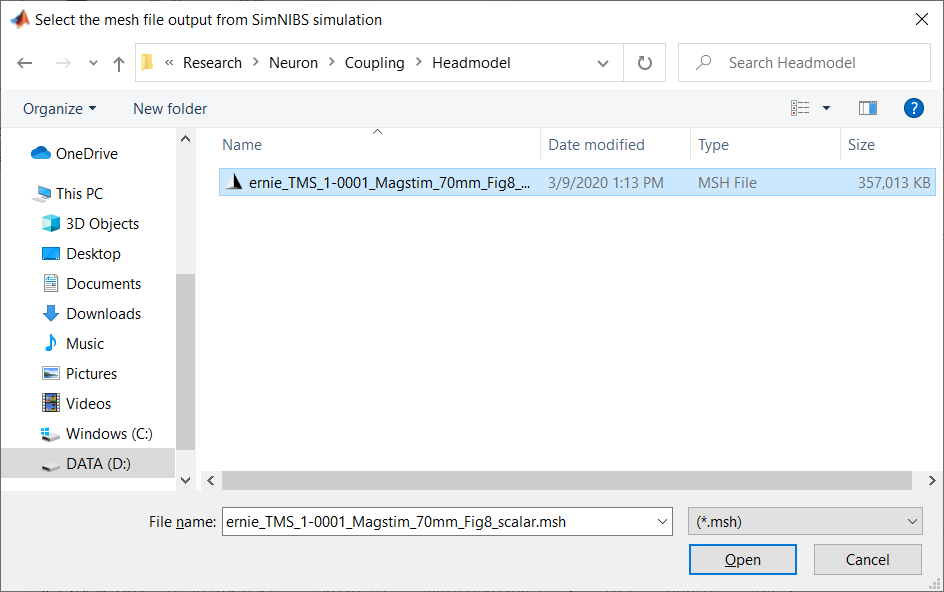 Select the mesh file output from SimNIBS simulation
« Research > Neuron > Coupling > Headmodel
Search Headmodel
Organize
New folder
?
OneDrive
This PC
3D Objects
Desktop
Documents
Downloads
Music
Pictures
Videos
Windows (C:)
DATA (D:)
Name Date modified Type Size
ernie_TMS_1-0001_Magstim_70mm_Fig8_... 3/9/2020 1:13 PM MSH File 357,013 KB
File name: ernie_TMS_1-0001_Magstim_70mm_Fig8_scalar.msh (*.msh)
Open Cancel